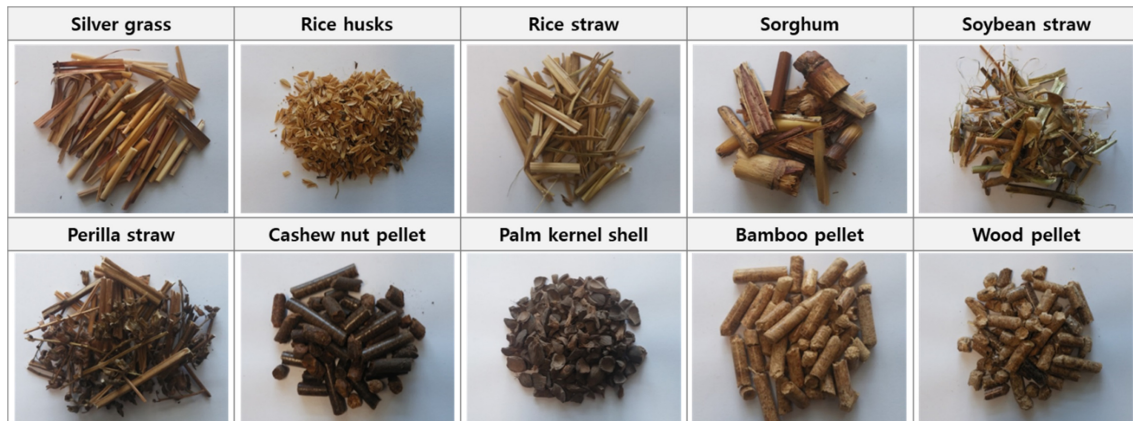 Silver grass
Rice husks
Rice straw
Sorghum
Soybean straw
Perilla straw
Cashew nut pellet
Palm kernel shell
Bamboo pellet
Wood pellet